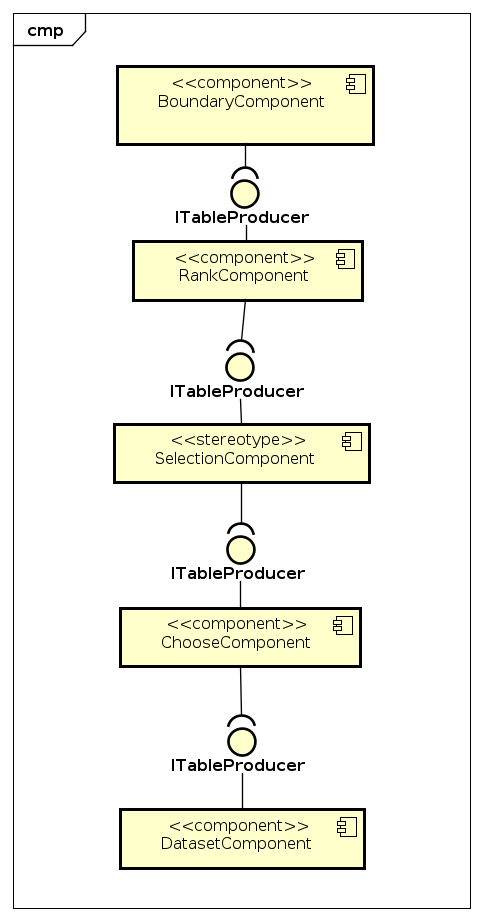 cmp
<<component>>
BoundaryComponent
ITableProducer
<<component>>
RankComponent
ITableProducer
<<stereotype>>
SelectionComponent
ITableProducer
<<component>>
ChooseComponent
ITableProducer
<<component>>
DatasetComponent